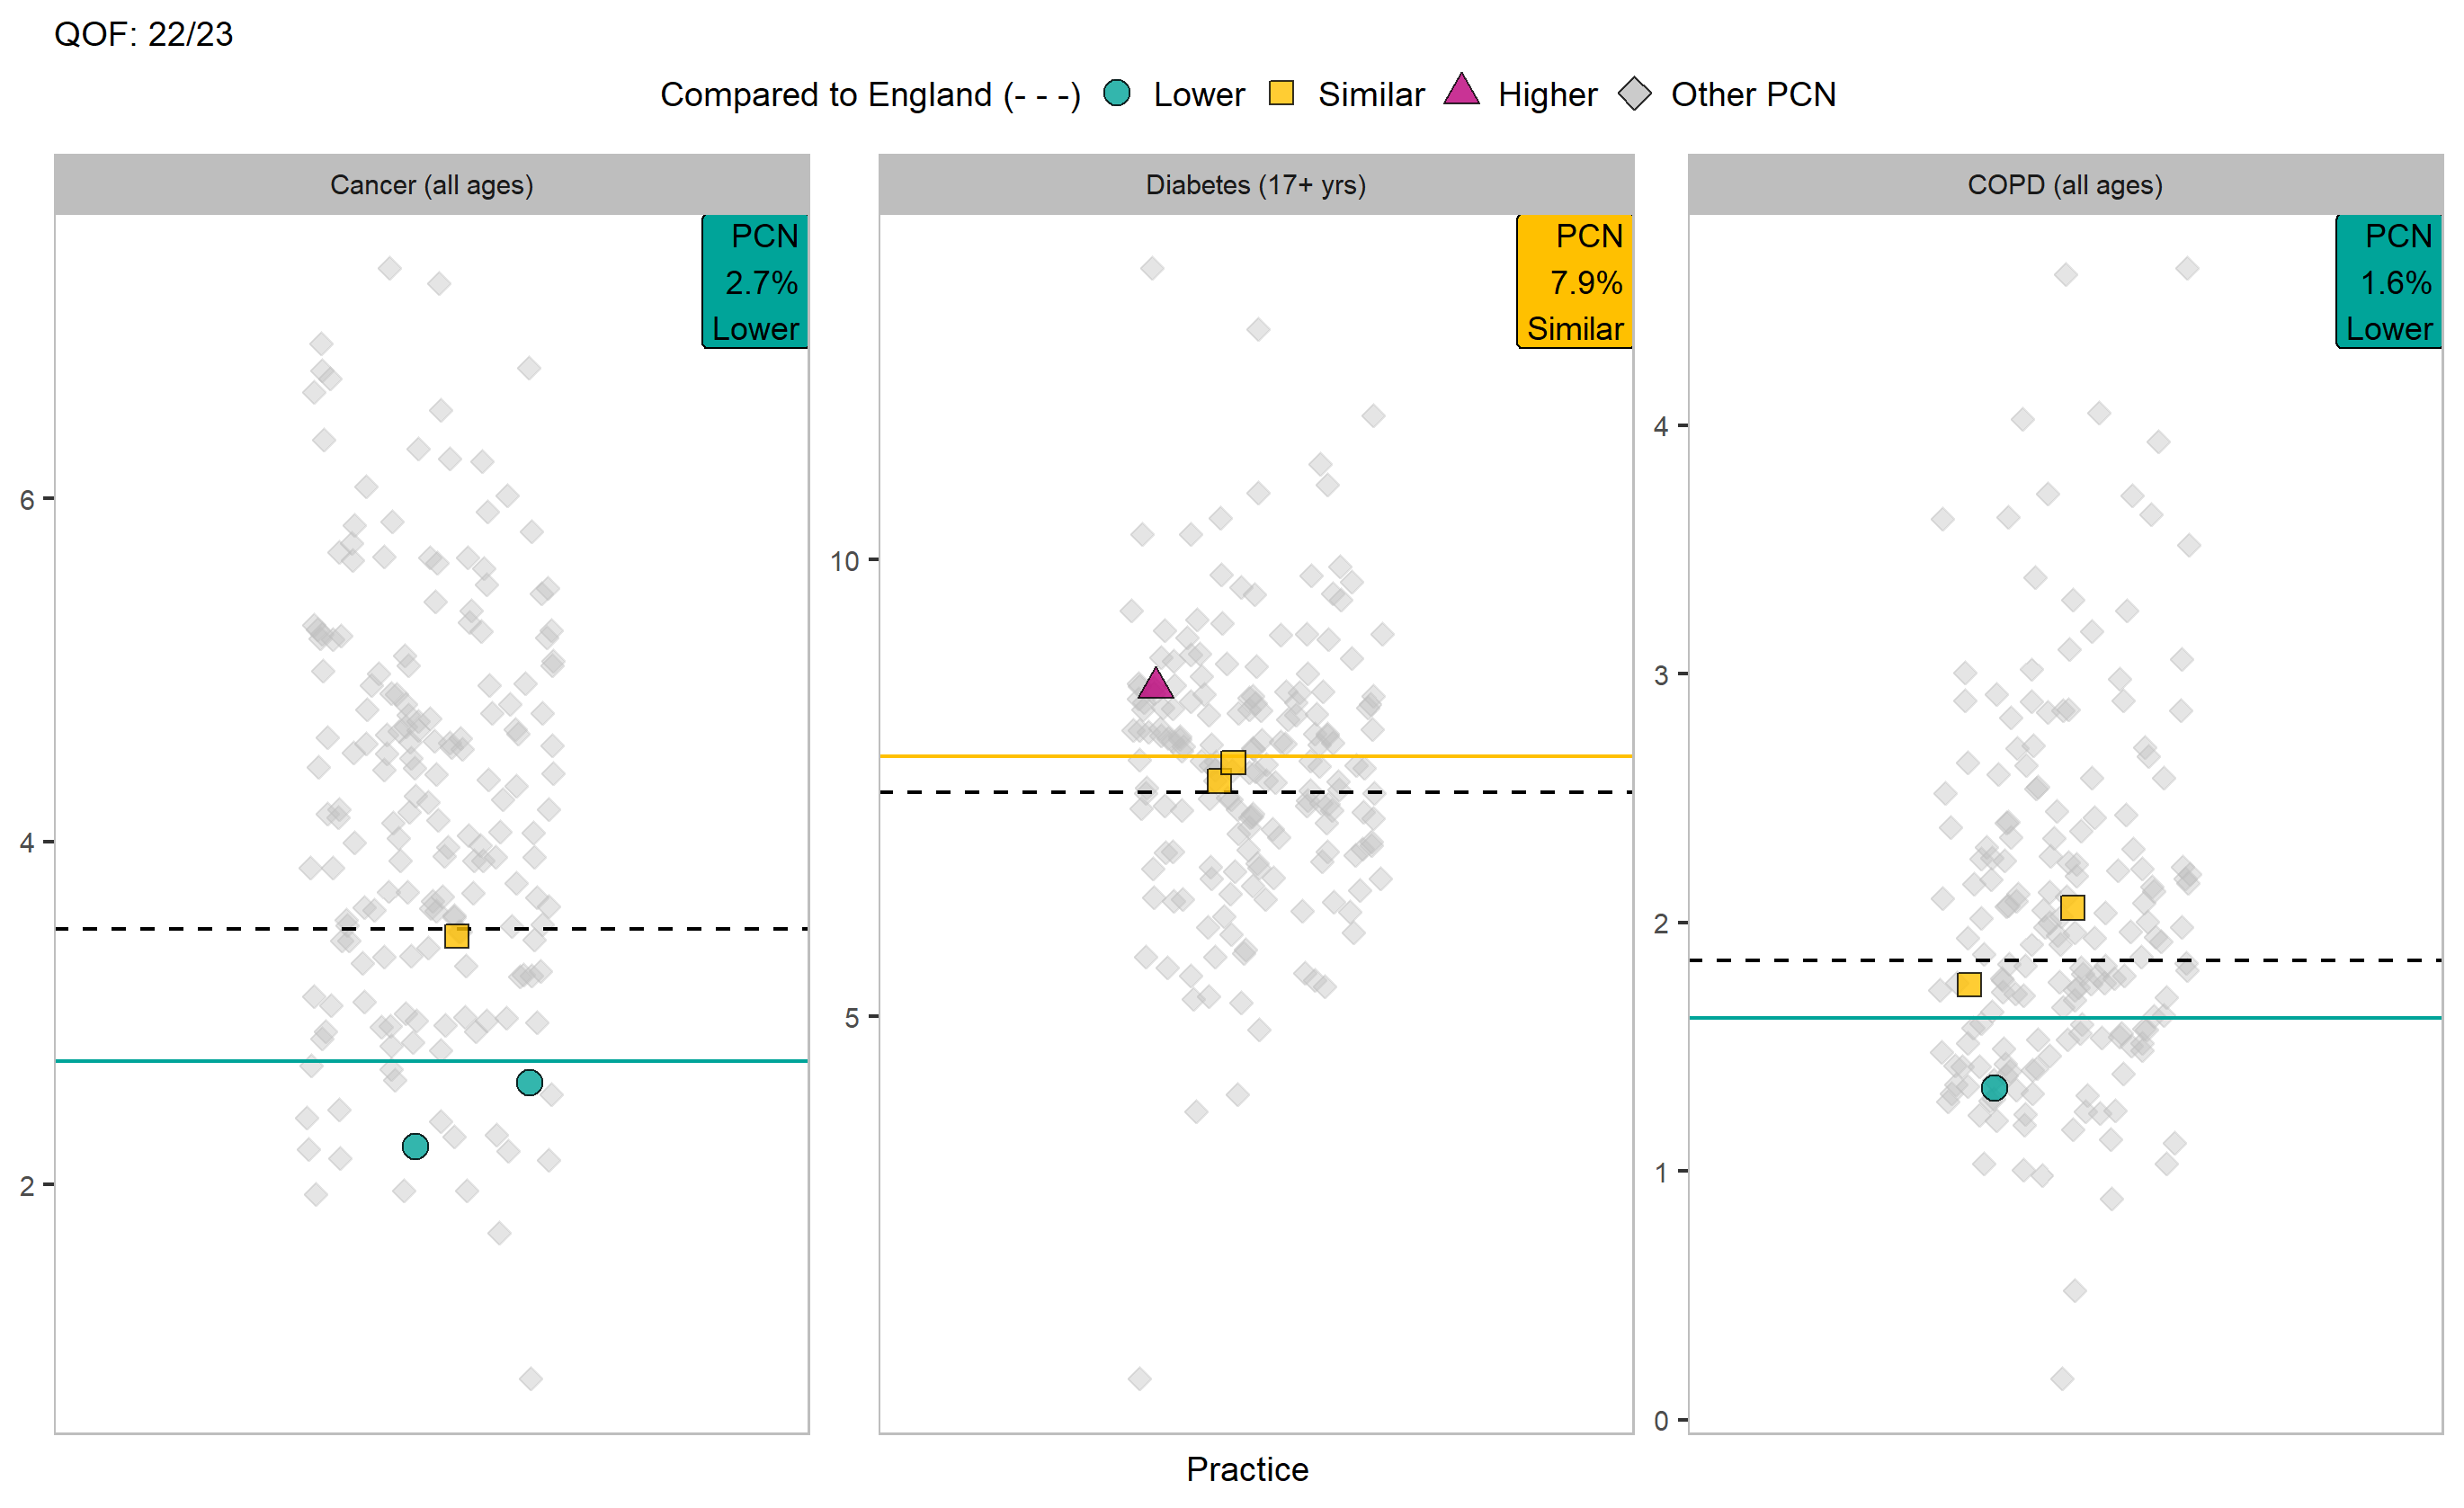 QOF: 22/23
Compared to England (- - -) Lower Similar Higher Other PCN
Cancer (all ages)
PCN
2.7%
Lower
6
4
2
Diabetes (17+ yrs)
PCN
7.9%
Similar
10
5
COPD (all ages)
PCN
1.6%
Lower
4
3
2
1
0
Practice